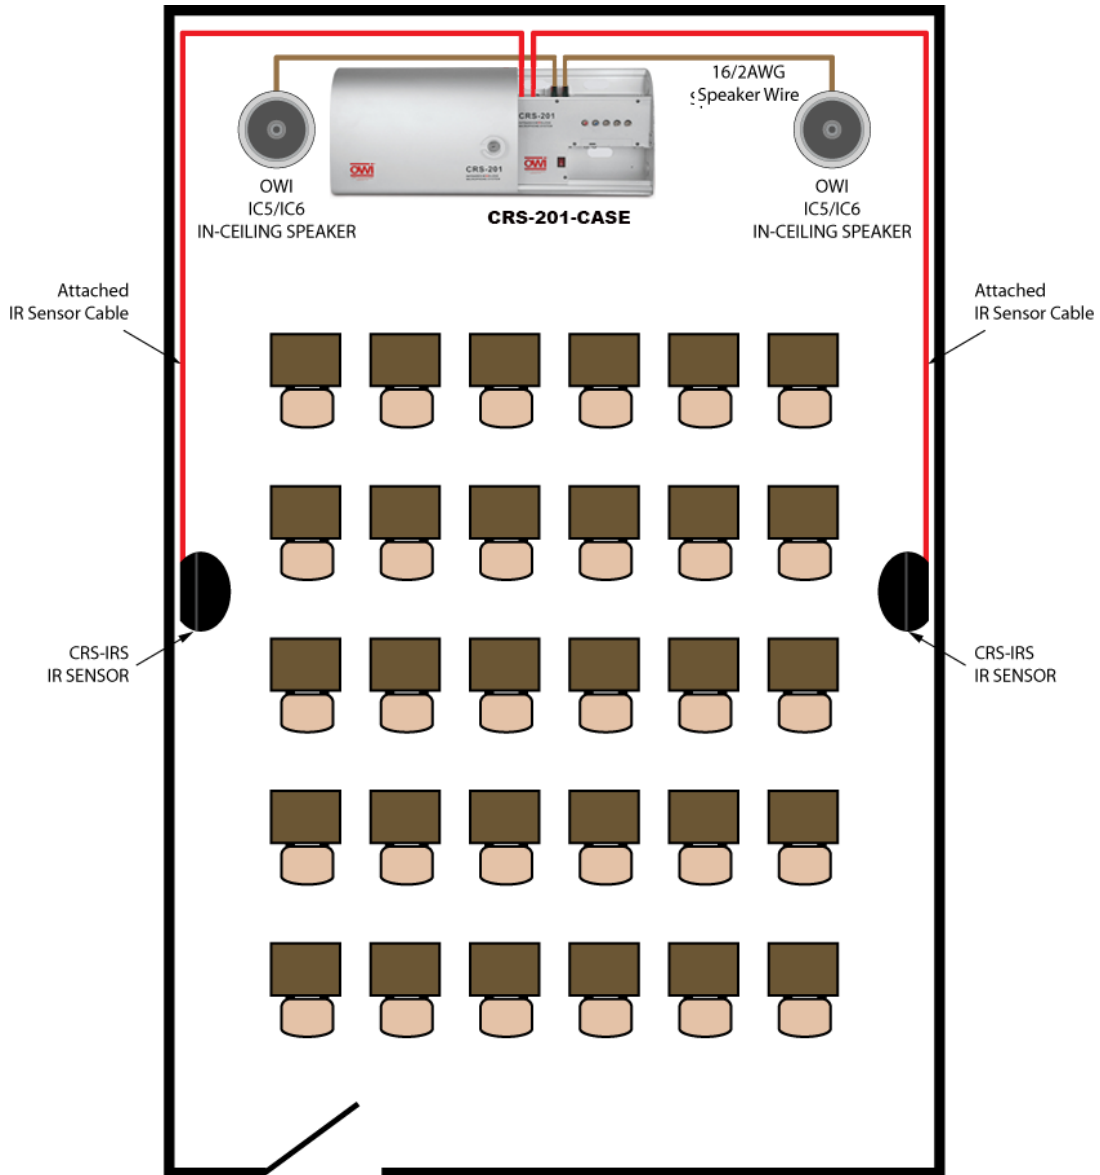 16/2AWG
Speaker Wire
CRS-201
OWI
CRS-201
OWI
OWI
IC5/IC6
IN-CEILING SPEAKER
CRS-201-CASE
OWI
IC5/IC6
IN-CEILING SPEAKER
Attached
IR Sensor Cable
Attached
IR Sensor Cable
CRS-IRS
IR SENSOR
CRS-IRS
IR SENSOR